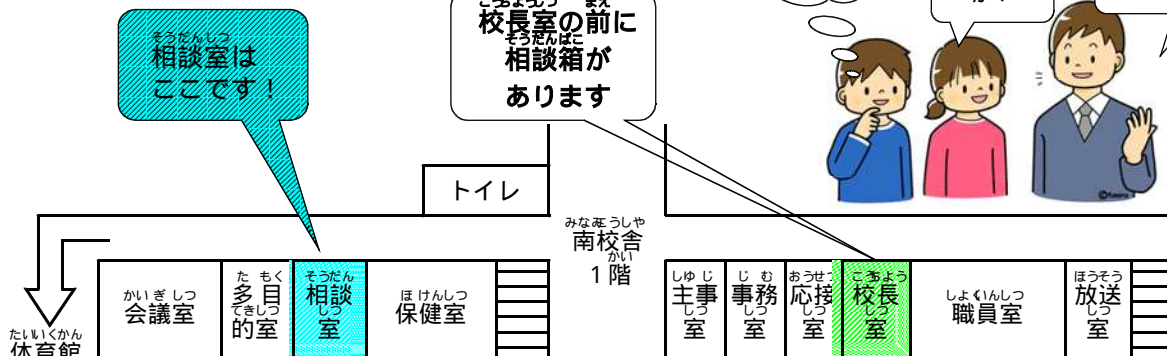 相談室は
ここです！
校長室の前に
相談箱が
あります
トイレ
南校舎
1階
会議室
多目
的室
相談
室
保健室
主事
室
事務
室
応接
室
校長
室
職員室
放送
室
体育館